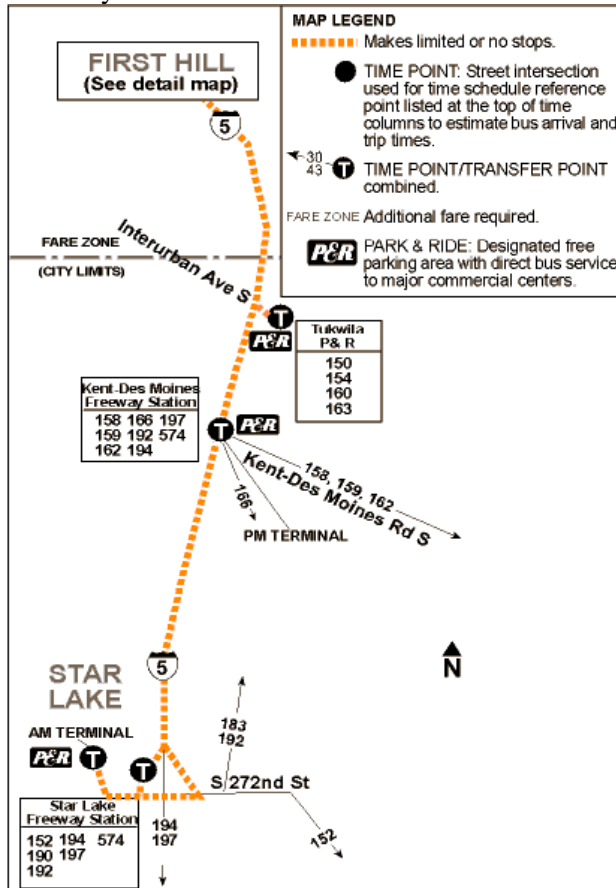 MAP LEGEND
Makes limited or no stops.
TIME POINT: Street intersection
used for time schedule reference
point listed at the top of time
columns to estimate bus arrival and
trip times.
30
43
T
TIME POINT/TRANSFER POINT
combined.
FARE ZONE Additional fare required.
P&R
PARK & RIDE: Designated free
parking area with direct bus service
to major commercial centers.
FIRST HILL
(See detail map)
5
Interurban Ave S
FARE ZONE
(CITY LIMITS)
T
P&R
Tukwila
P & R
150
154
160
163
Kent-Des Moines
Freeway Station
158 166 197
159 192 574
162 194
T
P&R
158, 159, 162
Kent-Des Moines Rd S
166
PM TERMINAL
5
N
STAR
LAKE
AM TERMINAL
P&R
T
T
183
192
S 272nd St
194
197
152
Star Lake
Freeway Station
152 194 574
190 197
192